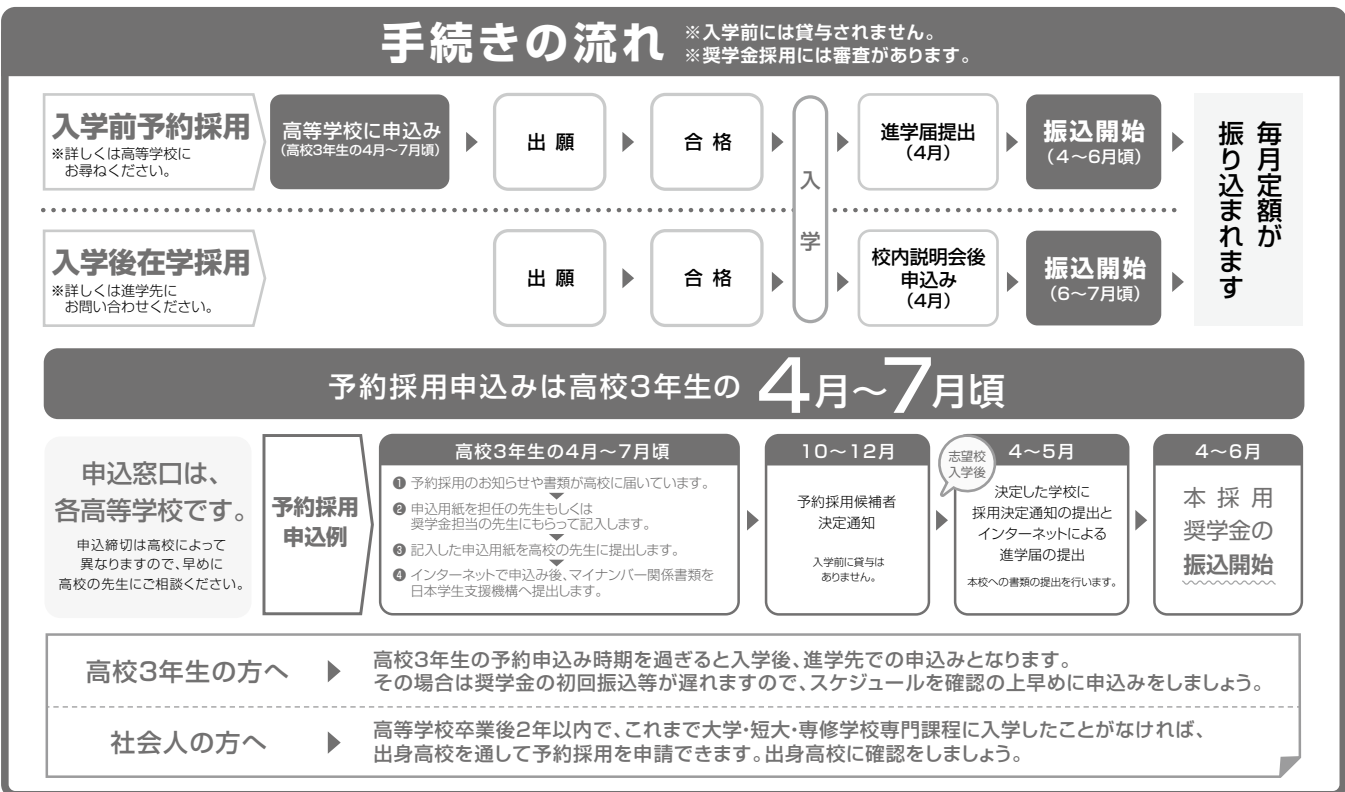 手続きの流れ
※入学前には貸与されません。
※奨学金採用には審査があります。
入学前予約採用
※詳しくは高等学校に
お尋ねください。
高等学校に申込み
(高校3年生の4月〜7月頃)
出 願
合 格
入学
進学届提出
(4月)
振込開始
(4〜6月頃)
毎月定額が
振り込まれます
入学後在学採用
※詳しくは進学先に
お問い合わせください。
出 願
合 格
校内説明会後
申込み
(4月)
振込開始
(6〜7月頃)
予約採用申込みは高校3年生の 4月〜7月頃
申込窓口は、
各高等学校です。
申込締切は高校によって
異なりますので、早めに
高校の先生にご相談ください。
予約採用
申込例
高校3年生の4月〜7月頃
❶ 予約採用のお知らせや書類が高校に届いています。
❷ 申込用紙を担任の先生もしくは
奨学金担当の先生にもらって記入します。
❸ 記入した申込用紙を高校の先生に提出します。
❹ インターネットで申込み後、マイナンバー関係書類を
日本学生支援機構へ提出します。
10〜12月
予約採用候補者
決定通知
入学前に貸与は
ありません。
志望校
入学後
4〜5月
決定した学校に
採用決定通知の提出と
インターネットによる
進学届の提出
本校への書類の提出を行います。
4〜6月
本 採 用
奨学金の
振込開始
高校3年生の方へ
高校3年生の予約申込み時期を過ぎると入学後、進学先での申込みとなります。
その場合は奨学金の初回振込等が遅れますので、スケジュールを確認の上早めに申込みをしましょう。
社会人の方へ
高等学校卒業後2年以内で、これまで大学・短大・専修学校専門課程に入学したことがなければ、
出身高校を通して予約採用を申請できます。出身高校に確認をしましょう。